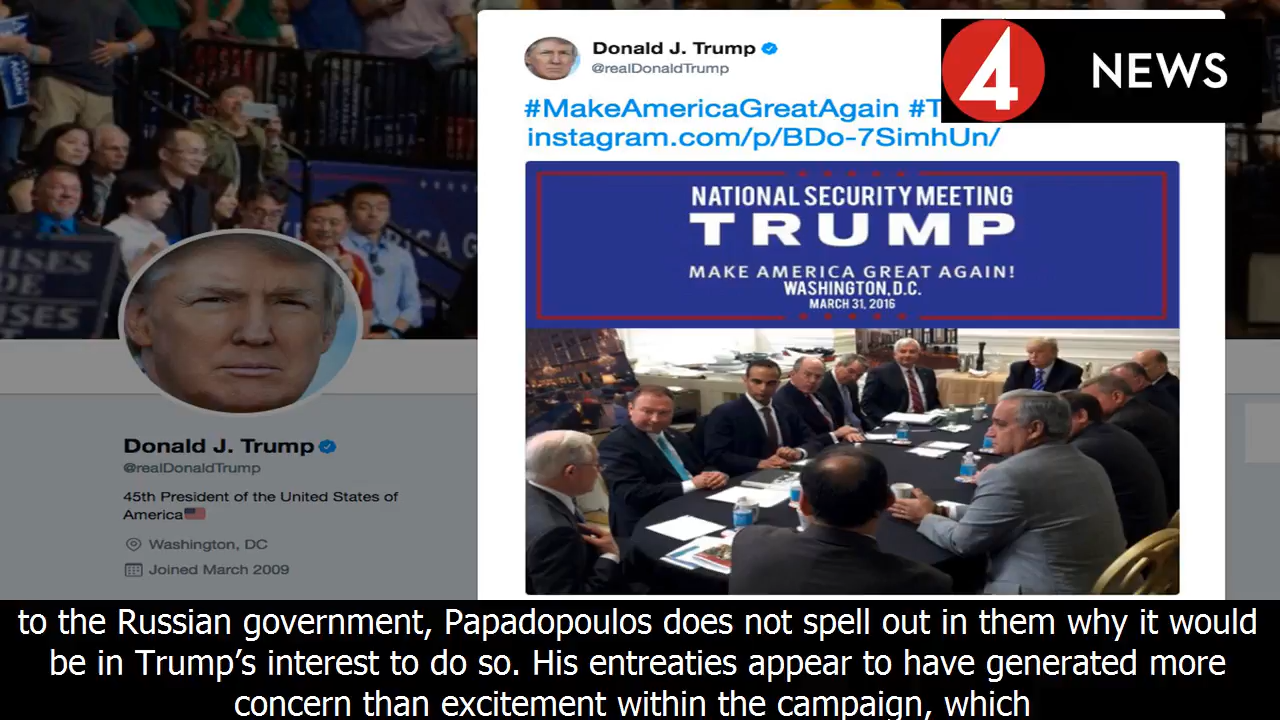 Donald J. Trump
@realDonaldTrump
4 NEWS
#MakeAmericaGreatAgain #T
instagram.com/p/BDo-7SimhUn/
NATIONAL SECURITY MEETING
TRUMP
MAKE AMERICA GREAT AGAIN!
WASHINGTON, D.C.
MARCH 31, 2016
Donald J. Trump
@realDonaldTrump
45th President of the United States of
America
Washington, DC
Joined March 2009
to the Russian government, Papadopoulos does not spell out in them why it would
be in Trump’s interest to do so. His entreaties appear to have generated more
concern than excitement within the campaign, which